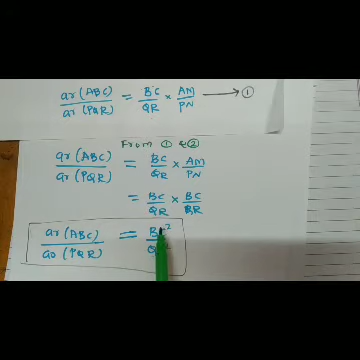 ar(ABC)/ar(PQR) = BC/QR × AM/PN → ①
From ① & ②
ar(ABC)/ar(PQR) = BC/QR × AM/PN
= BC/QR × BC/BR
ar(ABC)/ar(PQR) =